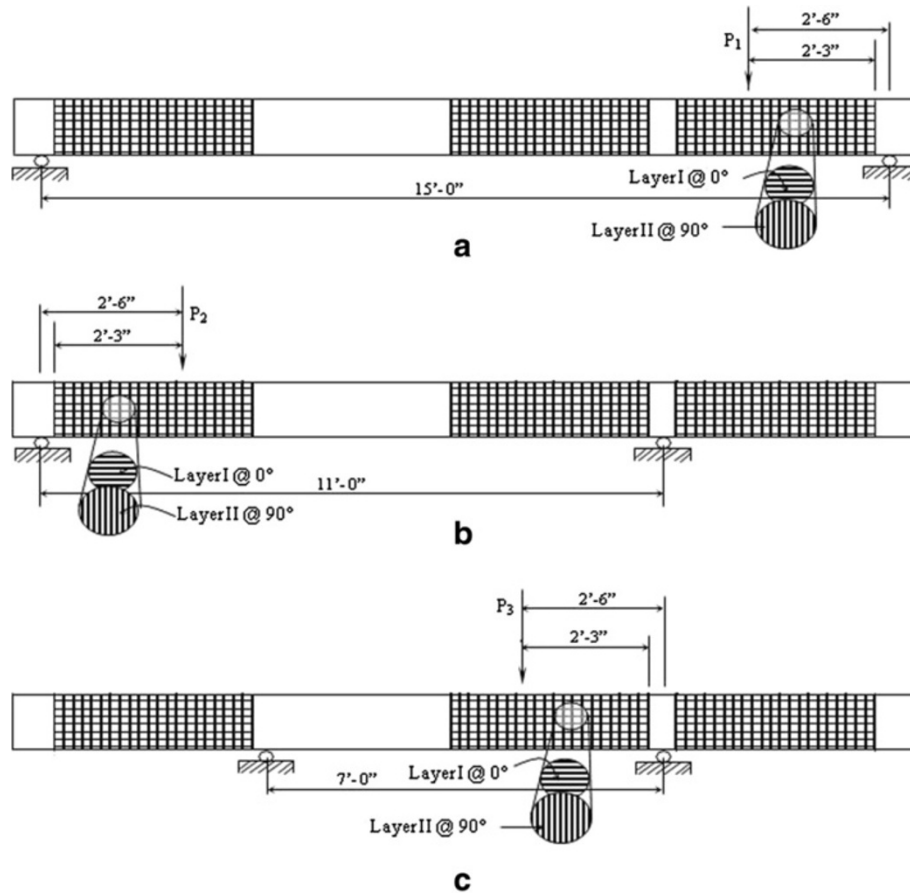 2'-6”
P1
2'-3”
LayerI @ 0°
15'-0”
LayerII @ 90°
a
2'-6”
P2
2'-3”
LayerI @ 0°
11'-0”
LayerII @ 90°
b
P3
2'-6”
2'-3”
LayerI @ 0°
7'-0”
LayerII @ 90°
c